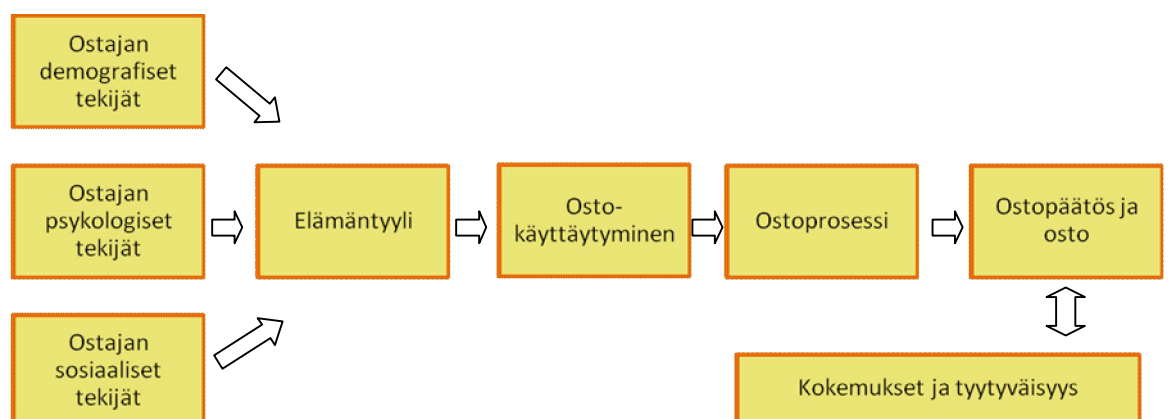 Ostajan
demografiset
tekijät
Ostajan
psykologiset
tekijät
Elämäntyyli
Osto-
käyttäytyminen
Ostoprosessi
Ostopäätös ja
osto
Ostajan
sosiaaliset
tekijät
Kokemukset ja tyytyväisyys